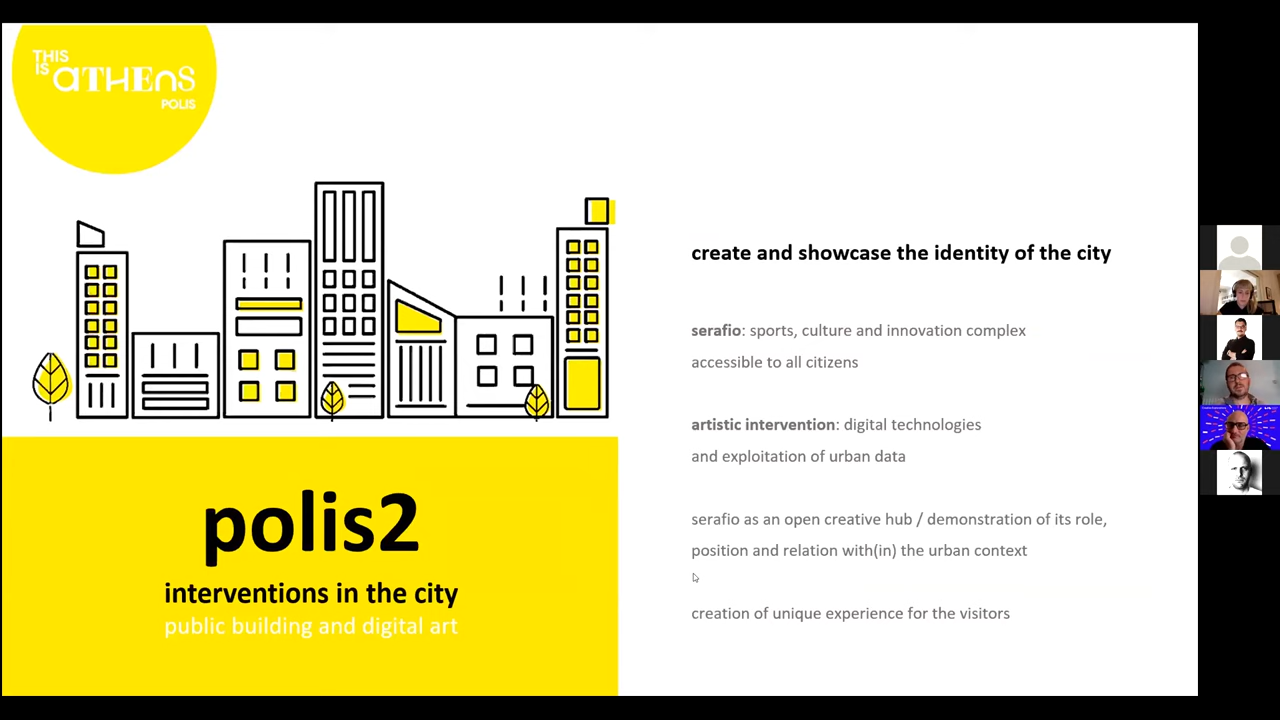 THIS
IS ATHENS
POLIS
create and showcase the identity of the city
serafio: sports, culture and innovation complex
accessible to all citizens
artistic intervention: digital technologies
and exploitation of urban data
serafio as an open creative hub / demonstration of its role,
position and relation with(in) the urban context
creation of unique experience for the visitors
polis2
interventions in the city
public building and digital art